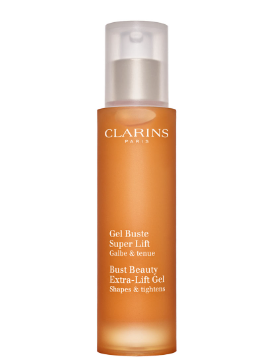 CLARINS
PARIS
Gel Buste
Super Lift
Galbe & tenue
Bust Beauty
Extra-Lift Gel
Shapes & tightens